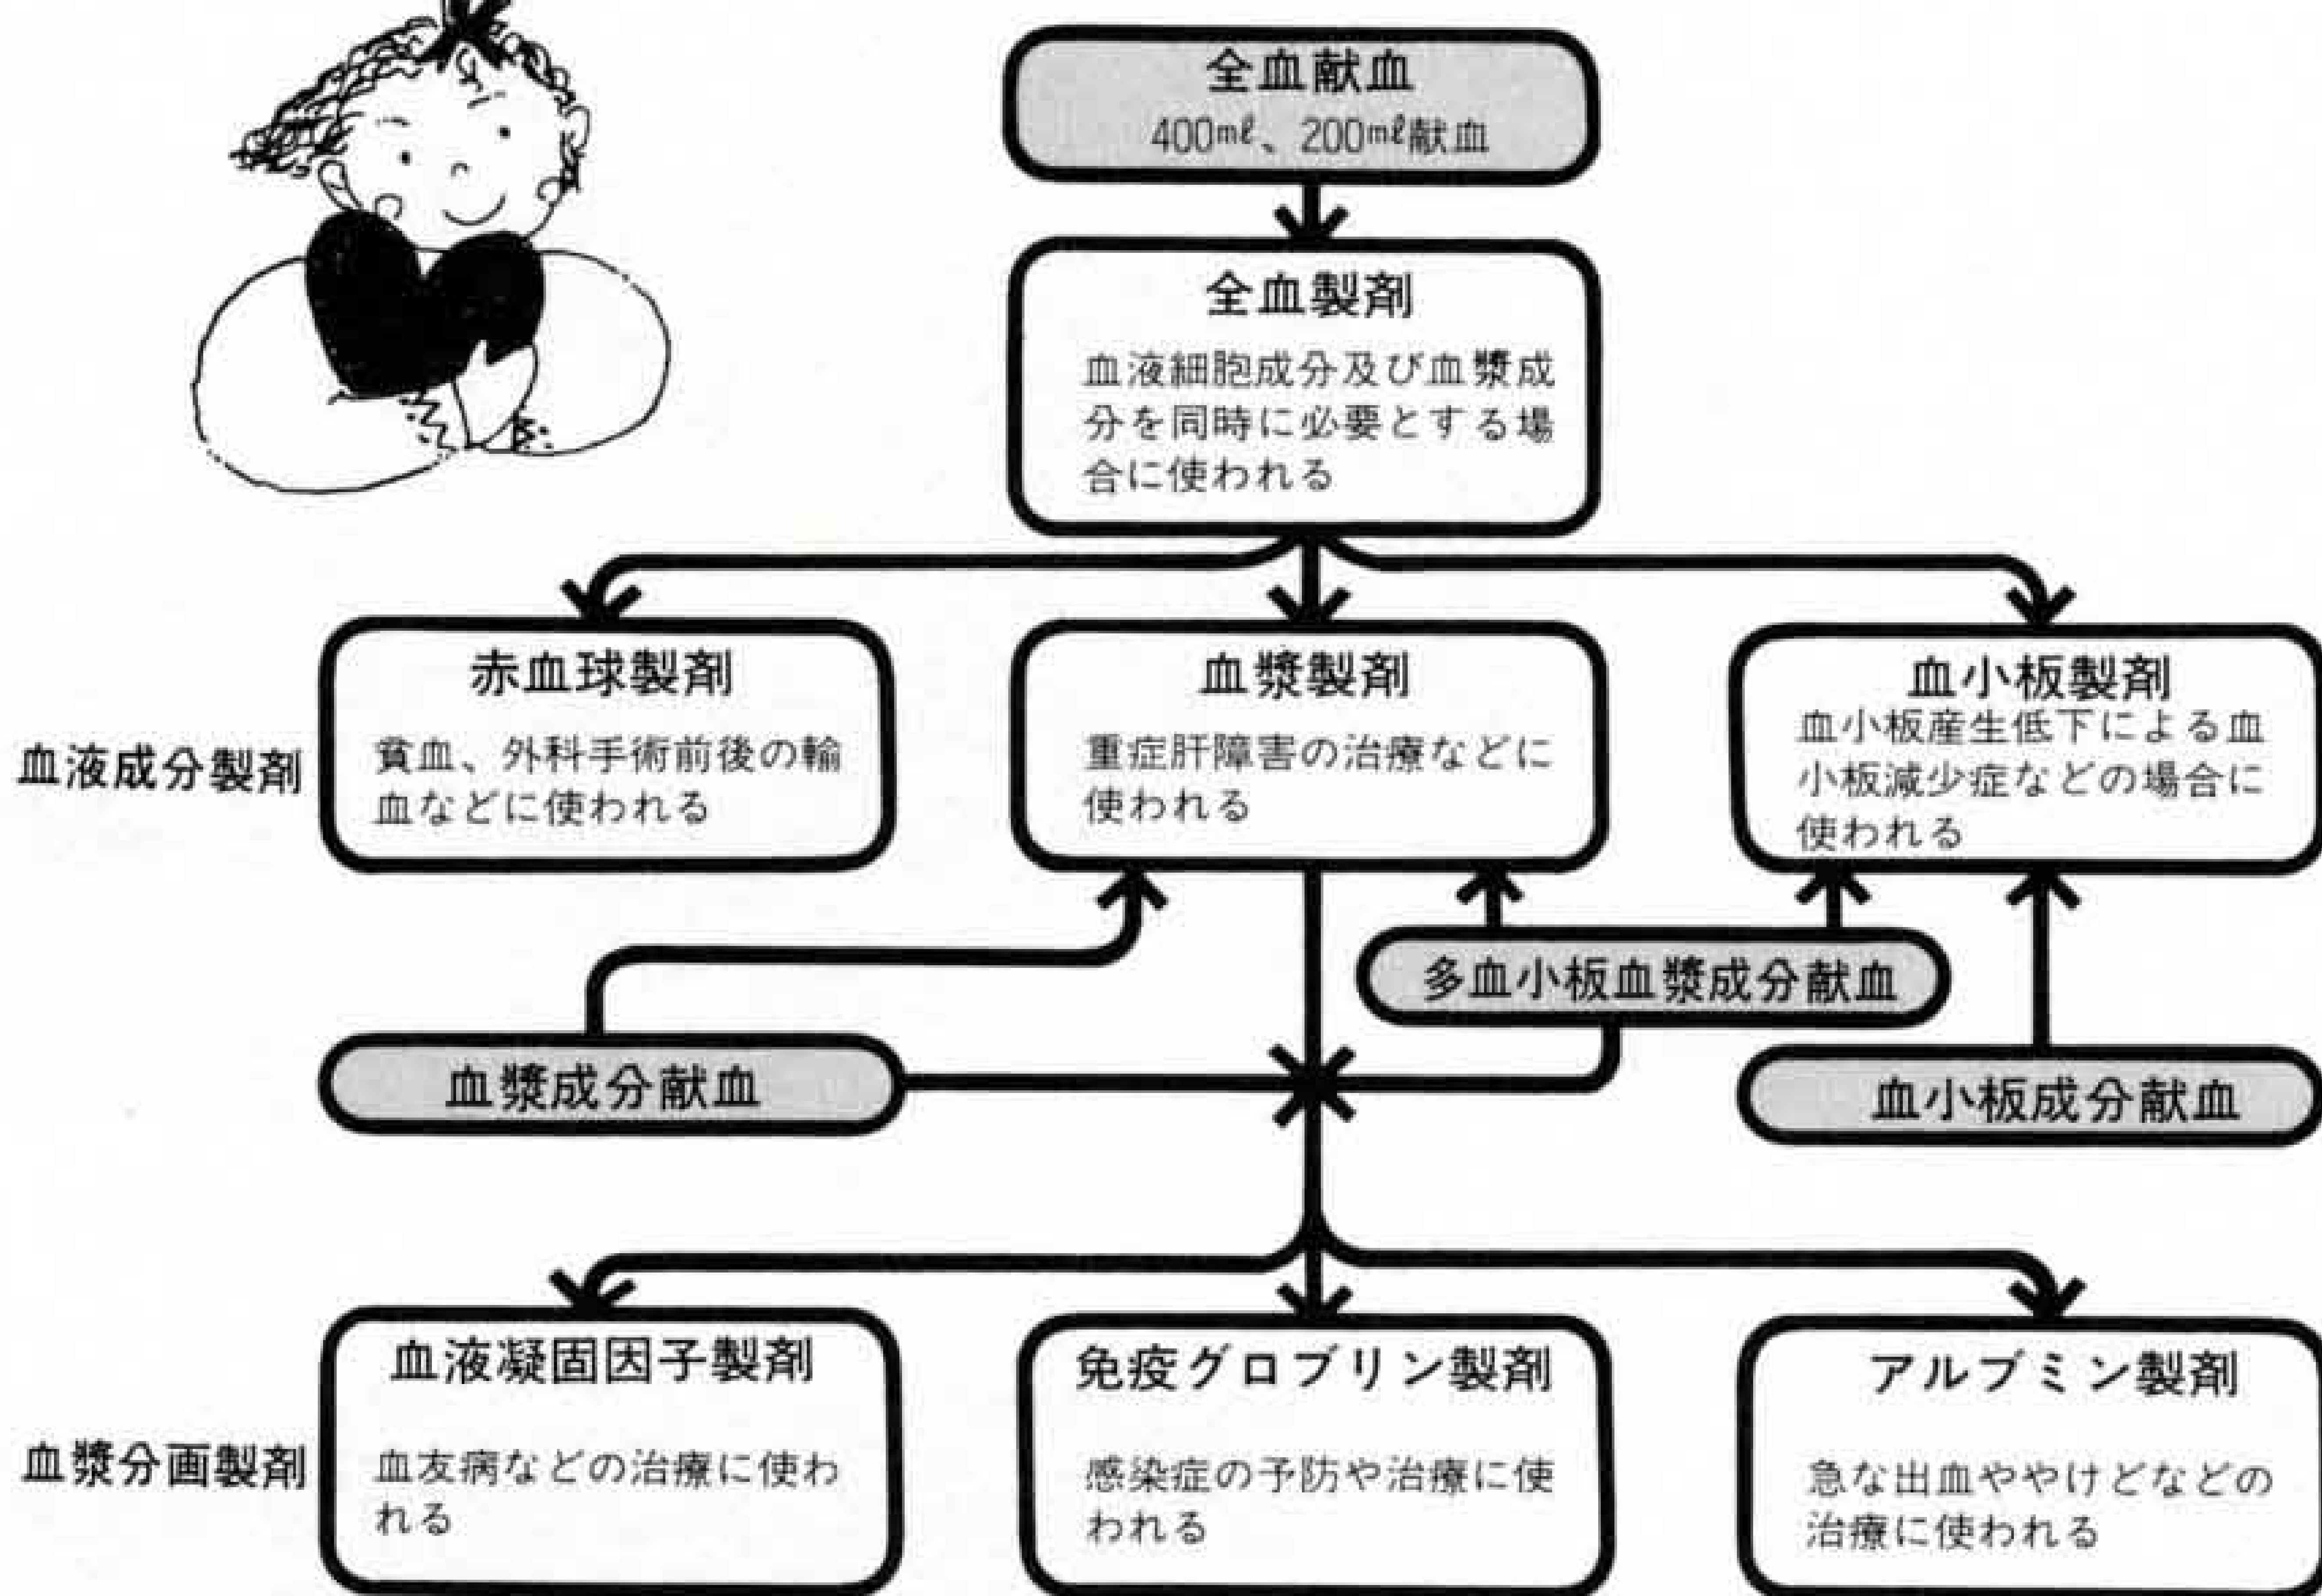 全血献血
400mℓ、200mℓ献血
全血製剤
血液細胞成分及び血漿成
分を同時に必要とする場
合に使われる
血液成分製剤
赤血球製剤
貧血、外科手術前後の輸
血などに使われる
血漿製剤
重症肝障害の治療などに
使われる
血小板製剤
血小板産生低下による血
小板減少症などの場合に
使われる
多血小板血漿成分献血
血漿成分献血
血小板成分献血
血漿分画製剤
血液凝固因子製剤
血友病などの治療に使わ
れる
免疫グロブリン製剤
感染症の予防や治療に使
われる
アルブミン製剤
急な出血ややけどなどの
治療に使われる